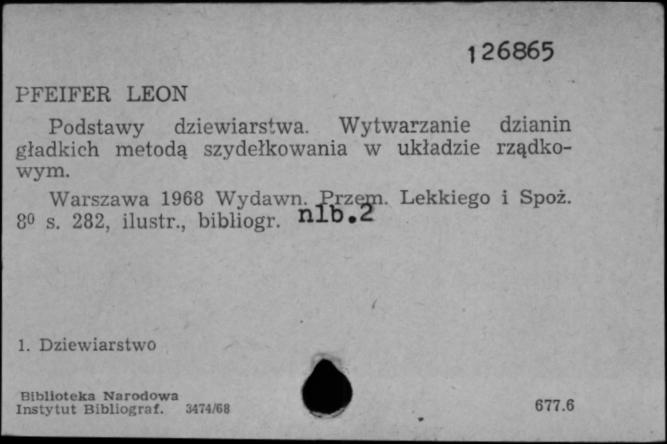 126865
PFEIFER LEON
Podstawy dziewiarstwa. Wytwarzanie dzianin
gładkich metodą szydełkowania w układzie rządko-
wym.
Warszawa 1968 Wydawn. Przem. Lekkiego i Spoż.
8⁰ s. 282, ilustr., bibliogr. nlb.2
1. Dziewiarstwo
Biblioteka Narodowa
Instytut Bibliograf. 3474/68
677.6